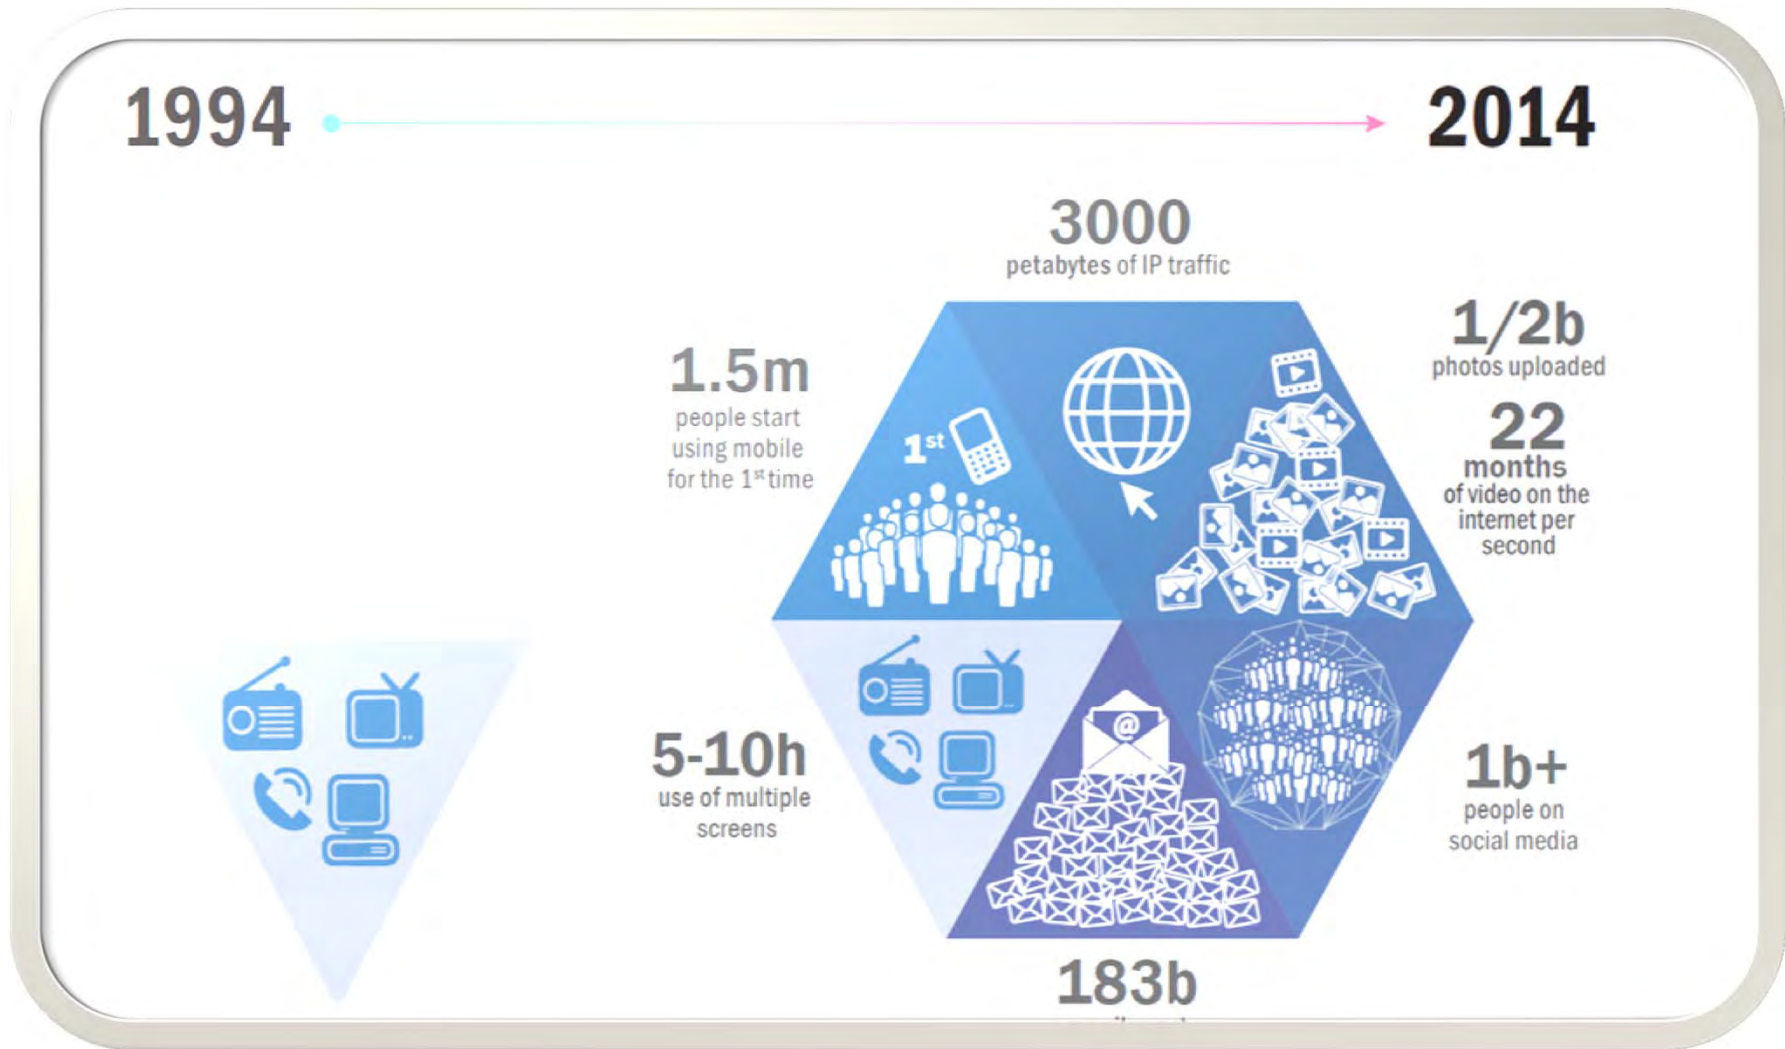 1994
2014
3000
petabytes of IP traffic
1.5m
people start
using mobile
for the 1st time
1st
1/2b
photos uploaded
22
months
of video on the
internet per
second
5-10h
use of multiple
screens
@
1b+
people on
social media
183b